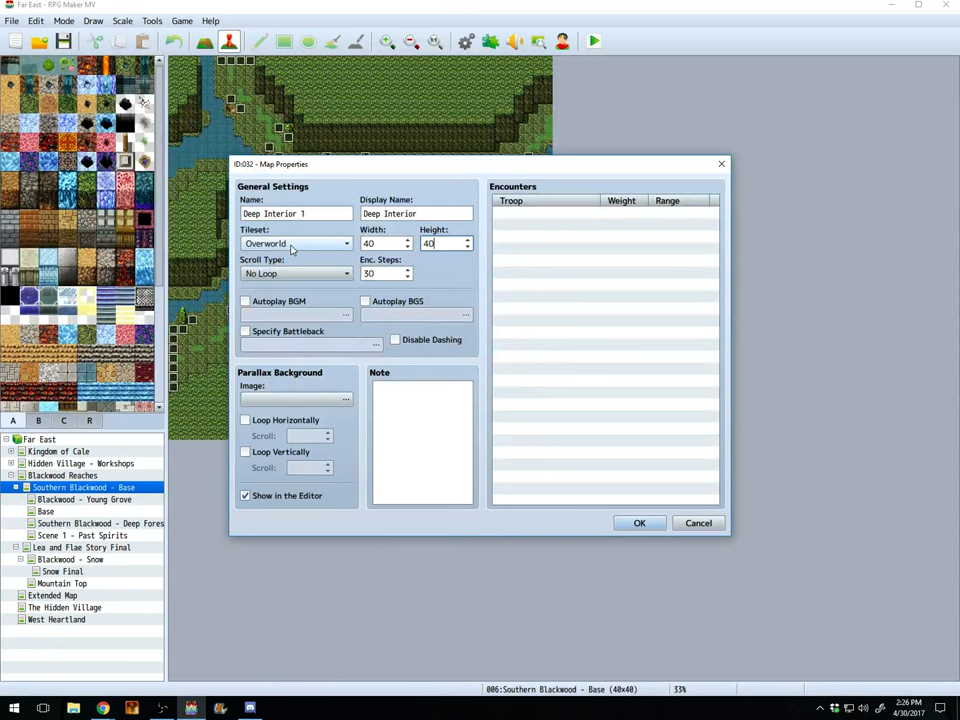 Far East - RPG Maker MV
File Edit Mode Draw Scale Tools Game Help
ID:032 - Map Properties
General Settings
Encounters
Name:
Display Name:
Troop Weight Range
Deep Interior 1
Deep Interior
Tileset:
Width:
Height:
Overworld
40
40
Scroll Type:
Enc. Steps:
No Loop
30
Autoplay BGM
Autoplay BGS
... ...
Specify Battleback
...
Disable Dashing
Parallax Background
Note
Image:
...
Loop Horizontally
Scroll:
Loop Vertically
Scroll:
Show in the Editor
OK Cancel
A B C R
Far East
Kingdom of Cale
Hidden Village - Workshops
Blackwood Reaches
Southern Blackwood - Base
Blackwood - Young Grove
Base
Southern Blackwood - Deep Fores
Scene 1 - Past Spirits
Lea and Flae Story Final
Blackwood - Snow
Snow Final
Mountain Top
Extended Map
The Hidden Village
West Heartland
006:Southern Blackwood - Base (40x40) 33%
2:26 PM
4/30/2017